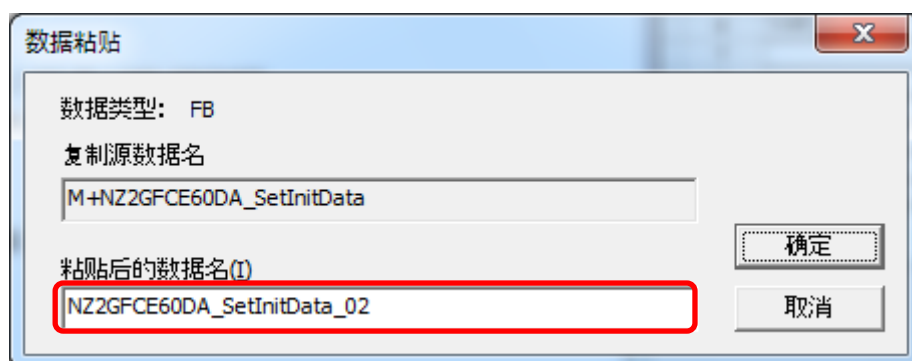 数据粘贴
数据类型: FB
复制源数据名
M+NZ2GFCE60DA_SetInitData
确定
粘贴后的数据名(I)
NZ2GFCE60DA_SetInitData_02
取消